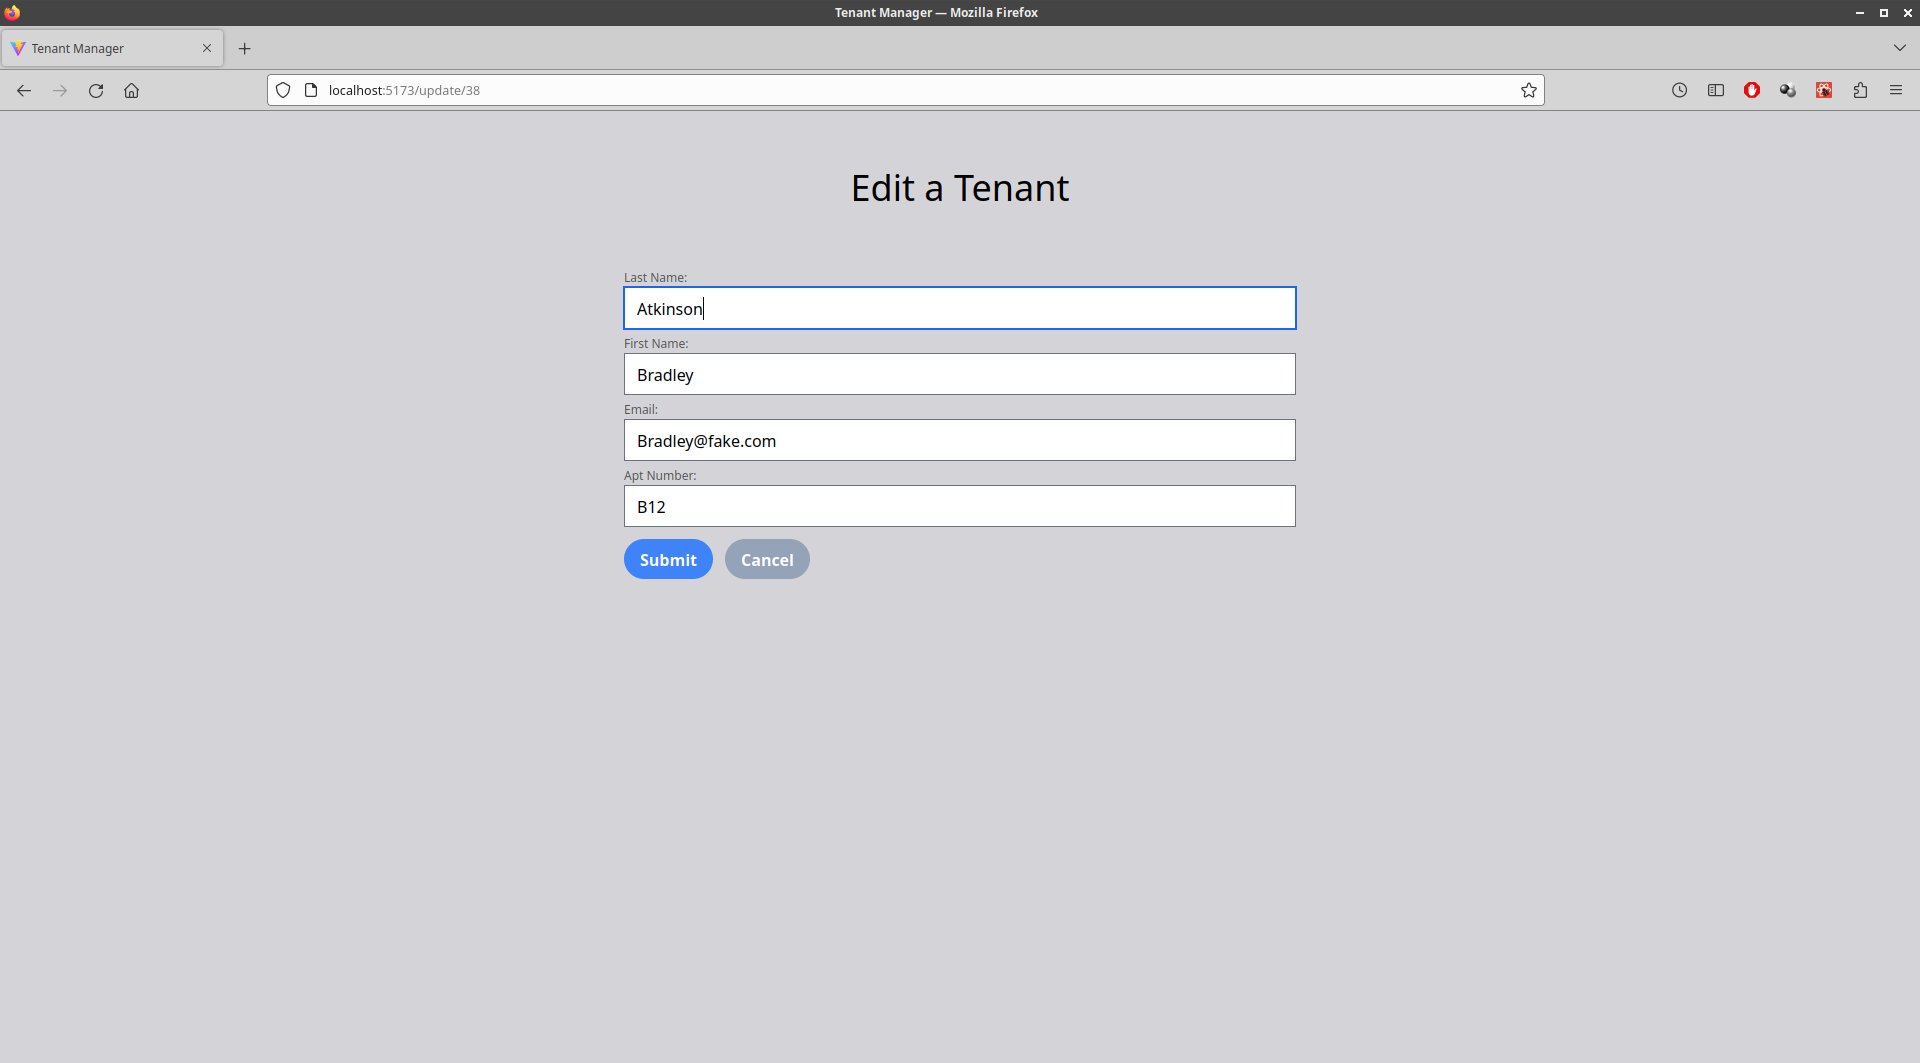 Tenant Manager — Mozilla Firefox
Tenant Manager
localhost:5173/update/38
Edit a Tenant
Last Name:
Atkinson
First Name:
Bradley
Email:
Bradley@fake.com
Apt Number:
B12
Submit Cancel